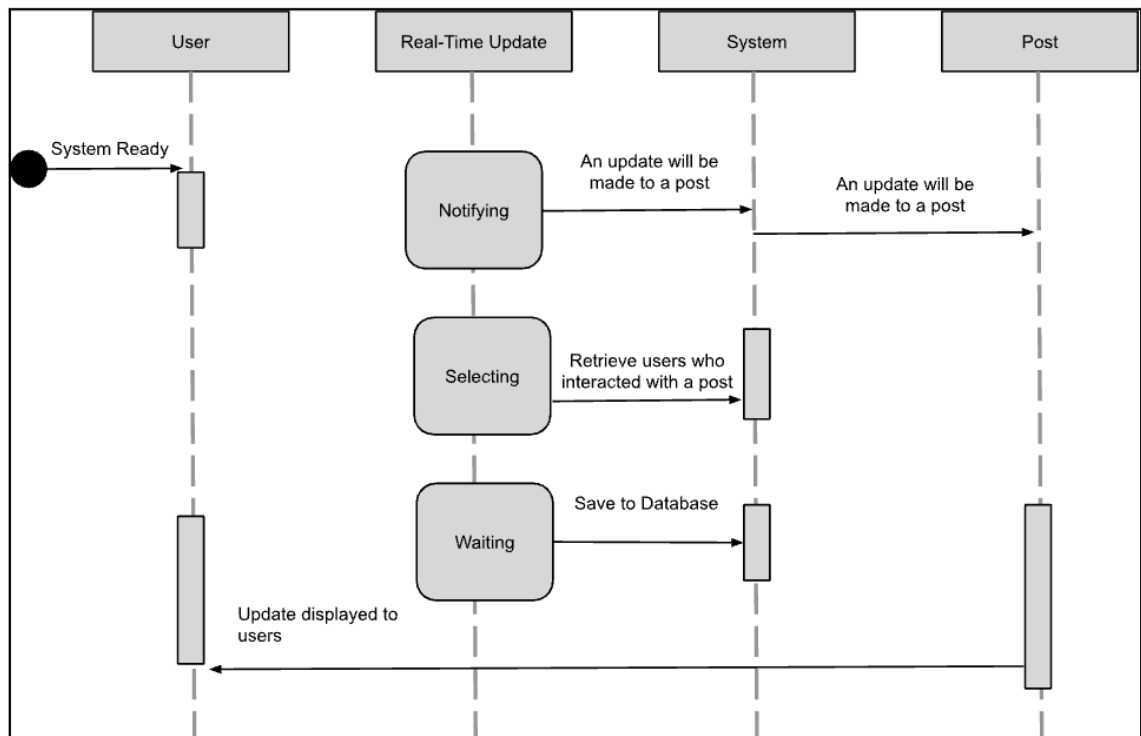 User
Real-Time Update
System
Post
System Ready
Notifying
An update will be
made to a post
An update will be
made to a post
Selecting
Retrieve users who
interacted with a post
Waiting
Save to Database
Update displayed to
users